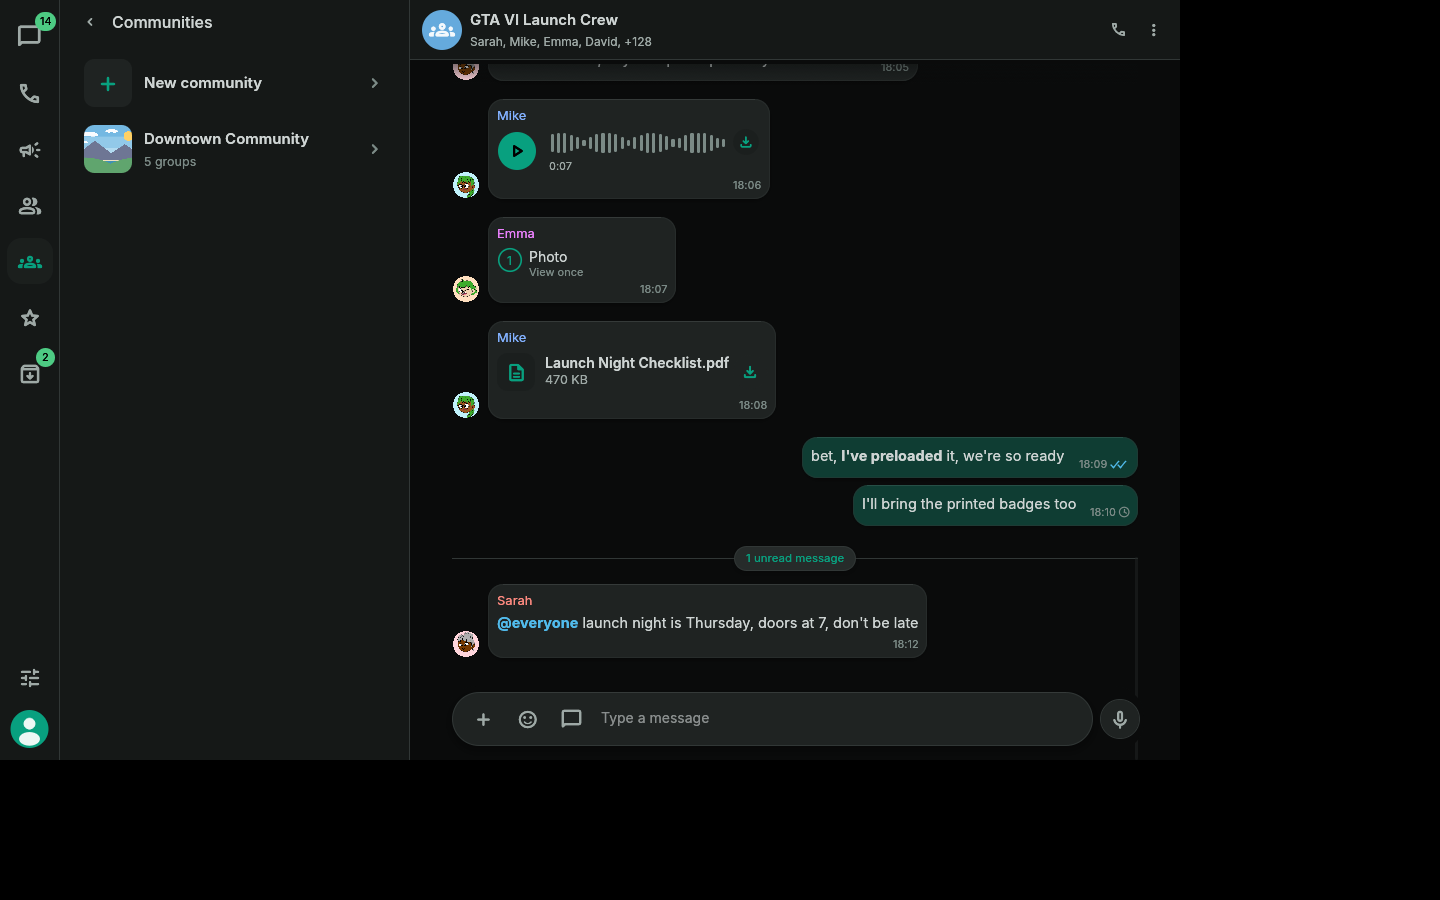 14
Communities
New community
Downtown Community
5 groups
2
GTA VI Launch Crew
Sarah, Mike, Emma, David, +128
18:05
Mike
0:07
18:06
Emma
1
Photo
View once
18:07
Mike
Launch Night Checklist.pdf
470 KB
18:08
bet, I've preloaded it, we're so ready
18:09
I'll bring the printed badges too
18:10
1 unread message
Sarah
@everyone launch night is Thursday, doors at 7, don't be late
18:12
Type a message